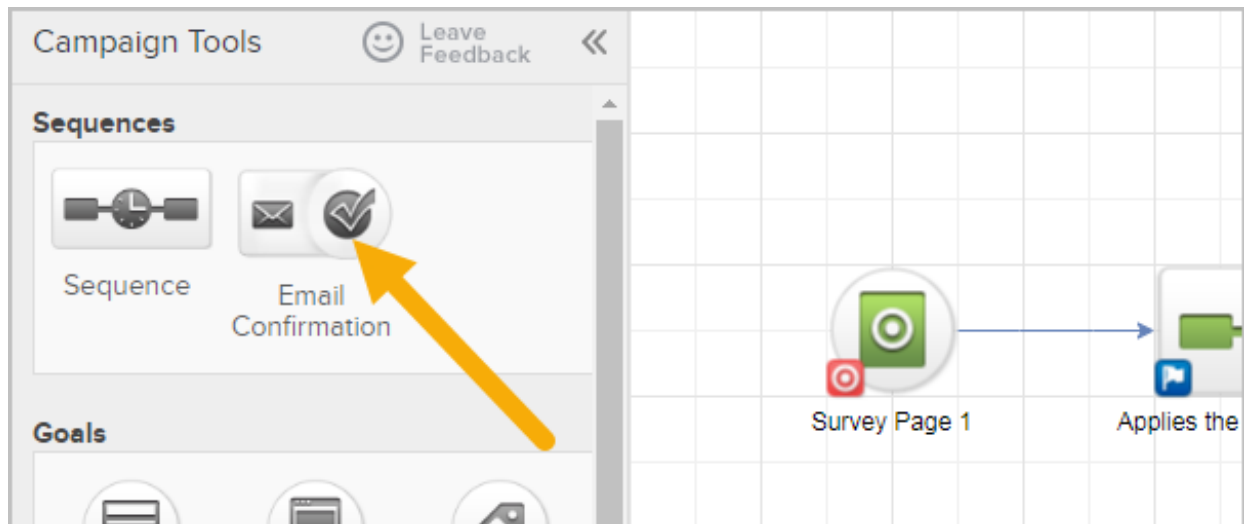 Campaign Tools
Leave
Feedback
Sequences
Sequence
Email
Confirmation
Goals
Survey Page 1
Applies the